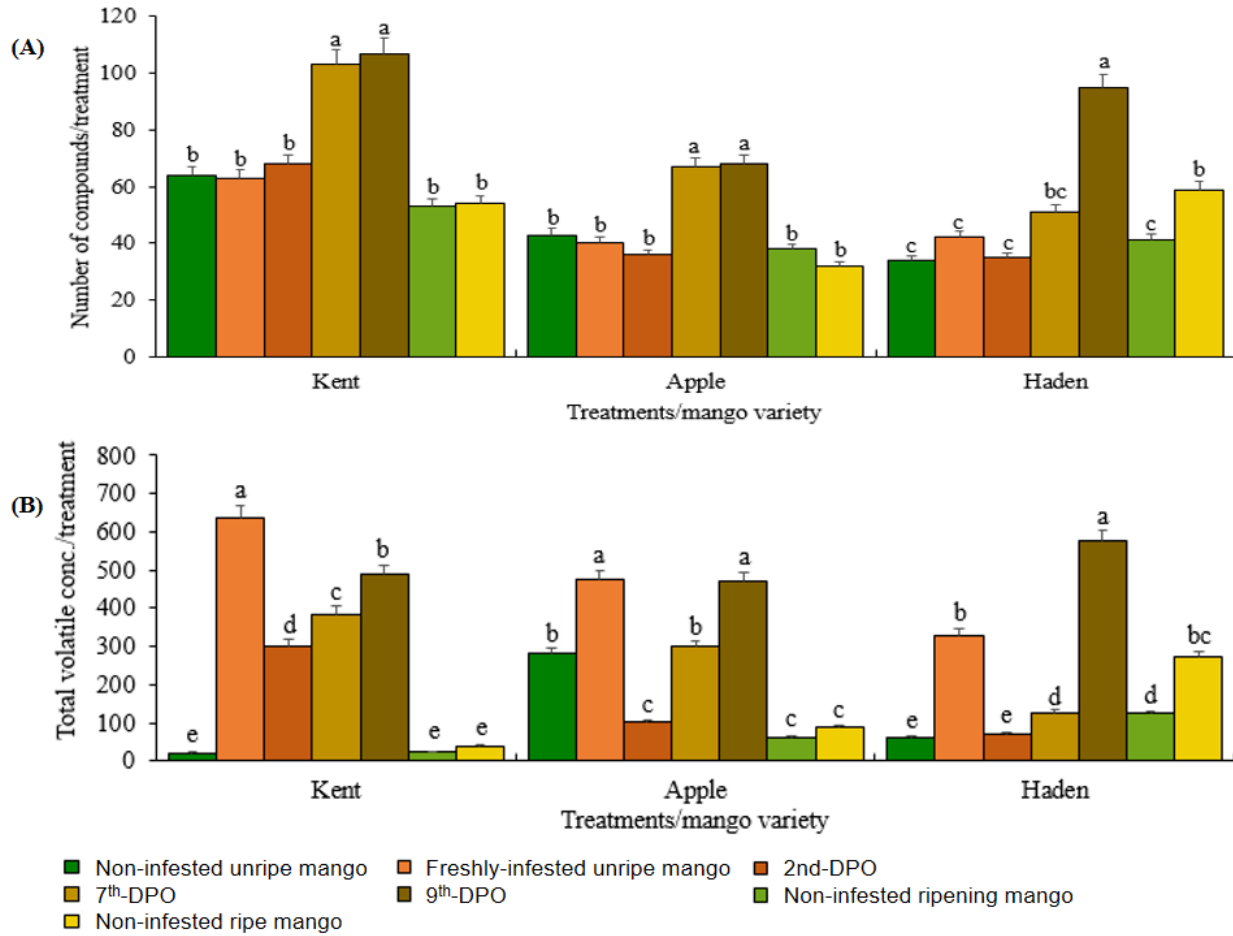 (A)
Number of compounds/treatment
120
100
80
60
40
20
0
b b b a a b b
b b b a a b b
c c c bc a c b
Kent Apple Haden
Treatments/mango variety
(B)
Total volatile conc./treatment
800
700
600
500
400
300
200
100
0
e a d c b e e
b a c b a c c
e b e d a d bc
Kent Apple Haden
Treatments/mango variety
Non-infested unripe mango Freshly-infested unripe mango 2nd-DPO
7th-DPO 9th-DPO Non-infested ripening mango
Non-infested ripe mango